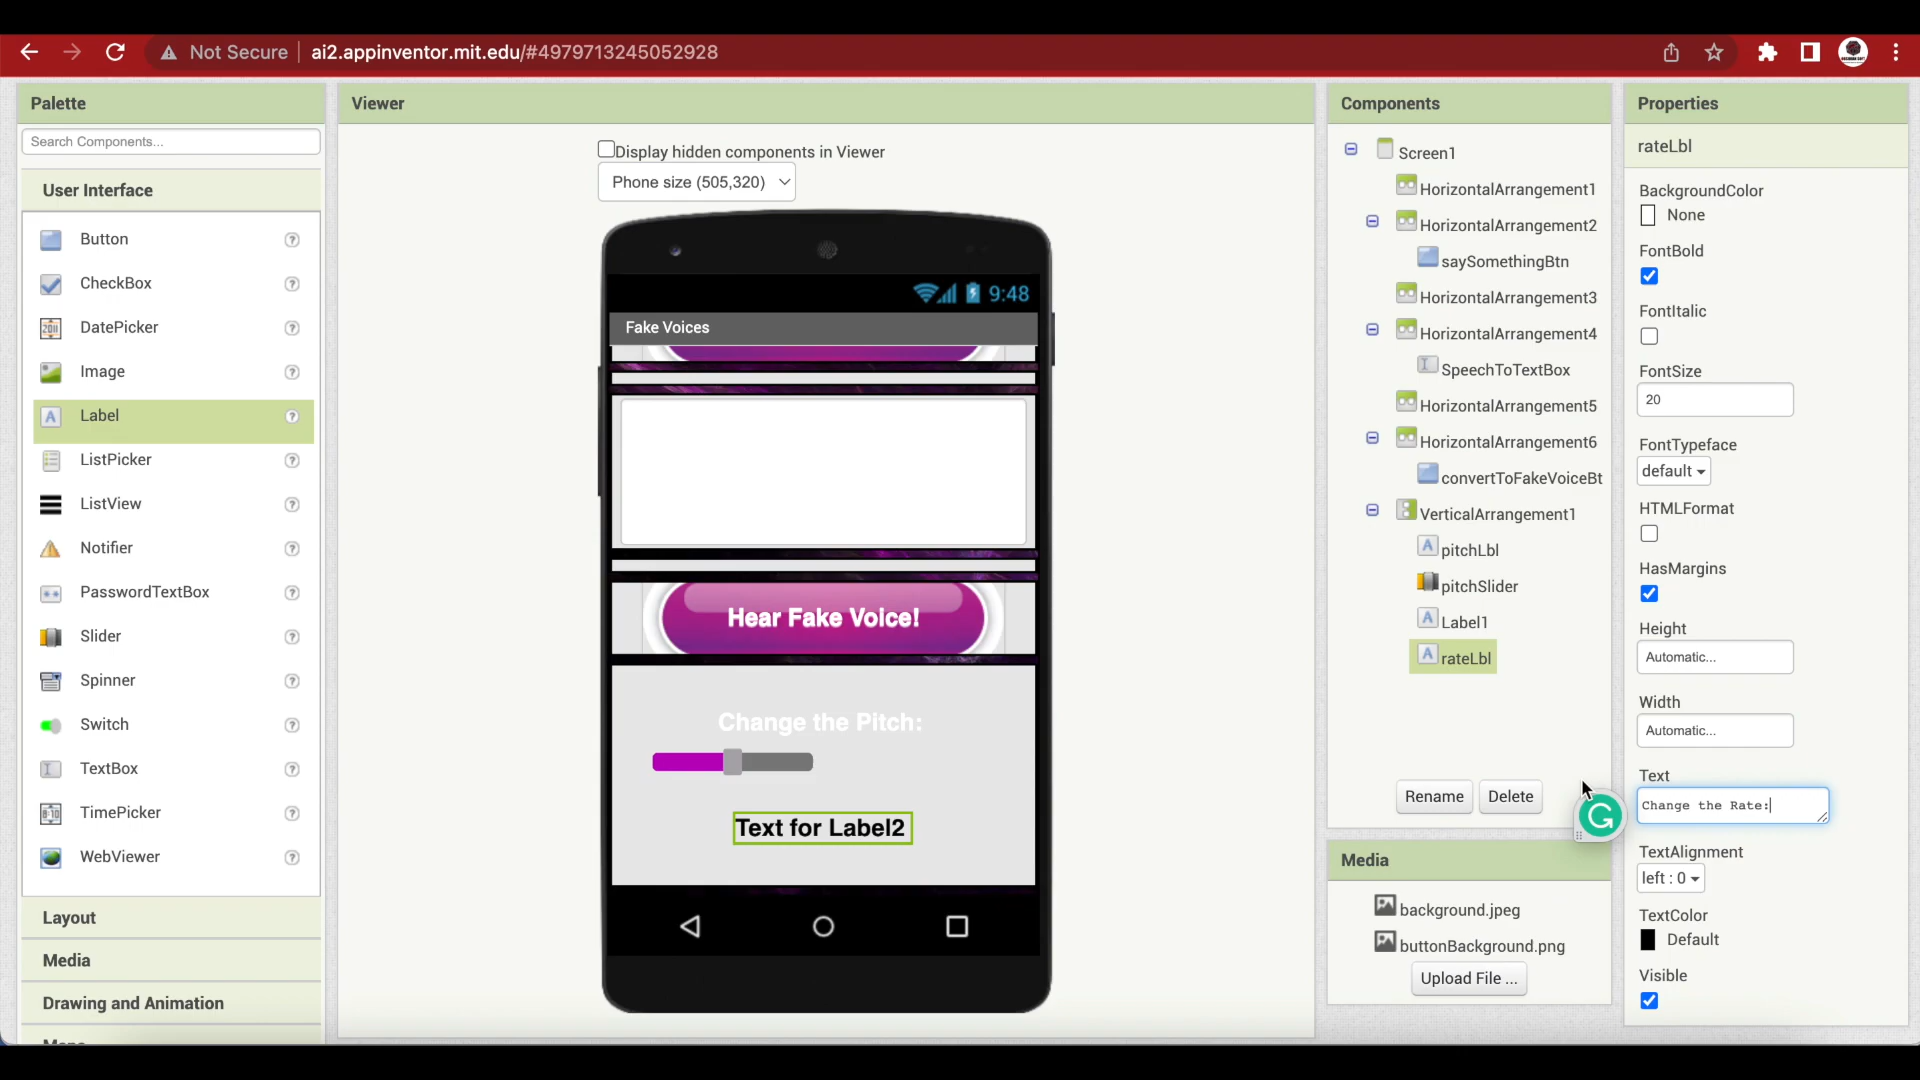 Not Secure
ai2.appinventor.mit.edu/#4979713245052928
Palette
Search Components...
User Interface
Button
CheckBox
DatePicker
Image
Label
ListPicker
ListView
Notifier
PasswordTextBox
Slider
Spinner
Switch
TextBox
TimePicker
WebViewer
Layout
Media
Drawing and Animation
Viewer
Display hidden components in Viewer
Phone size (505,320)
9:48
Fake Voices
Hear Fake Voice!
Change the Pitch:
Text for Label2
Components
Screen1
HorizontalArrangement1
HorizontalArrangement2
saySomethingBtn
HorizontalArrangement3
HorizontalArrangement4
SpeechToTextBox
HorizontalArrangement5
HorizontalArrangement6
convertToFakeVoiceBt
VerticalArrangement1
pitchLbl
pitchSlider
Label1
rateLbl
Rename
Delete
Media
background.jpeg
buttonBackground.png
Upload File ...
Properties
rateLbl
BackgroundColor
None
FontBold
FontItalic
FontSize
20
FontTypeface
default
HTMLFormat
HasMargins
Height
Automatic...
Width
Automatic...
Text
Change the Rate:
TextAlignment
left : 0
TextColor
Default
Visible